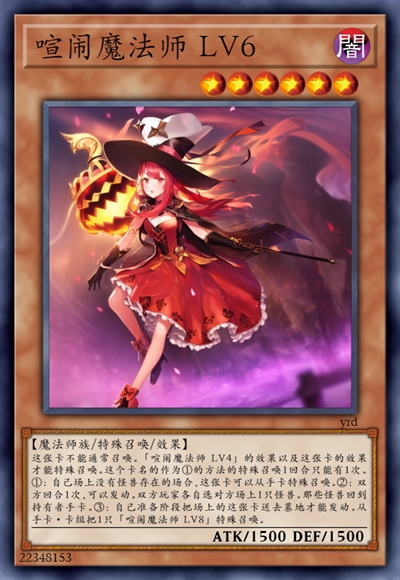 喧闹魔法师 LV6
闇
yrd
【魔法师族/特殊召唤/效果】
这张卡不能通常召唤。「喧闹魔法师 LV4」的效果以及这张卡的效果
才能特殊召唤。这个卡名的作为①的方法的特殊召唤1回合只能有1次。
①：自己场上没有怪兽存在的场合，这张卡可以从手卡特殊召唤。②：双
方回合1次，可以发动。双方玩家各自选对方场上1只怪兽。那些怪兽回到
持有者手卡。③：自己准备阶段把场上的这张卡送去墓地才能发动。从
手卡·卡组把1只「喧闹魔法师 LV8」特殊召唤。
ATK/1500 DEF/1500
22348153